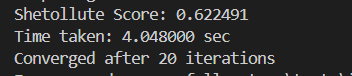 Shetollute Score: 0.622491
Time taken: 4.048000 sec
Converged after 20 iterations